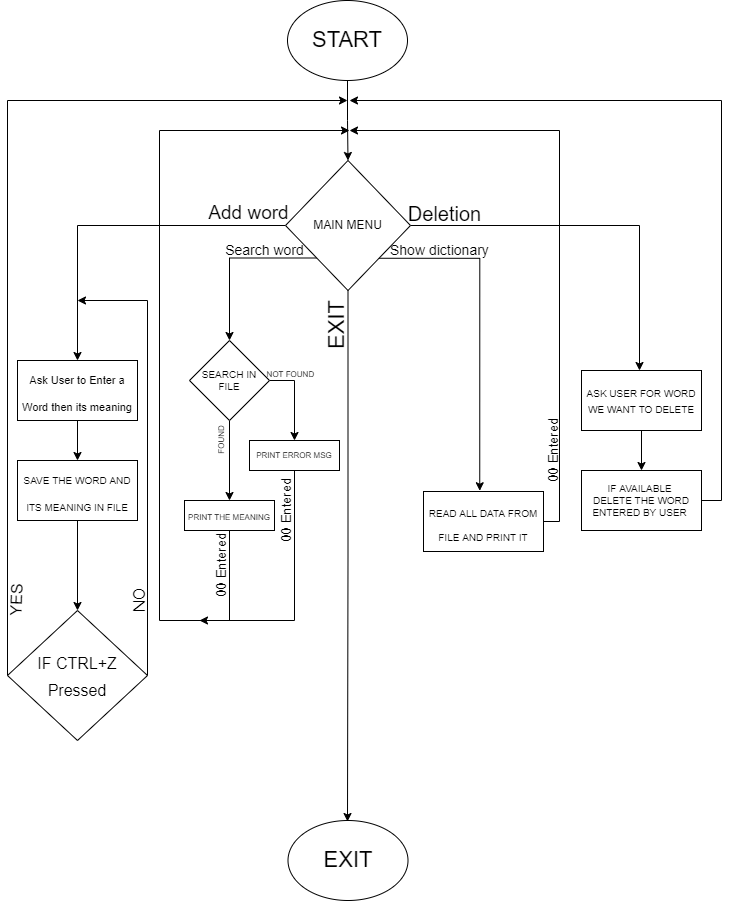 START
Add word
MAIN MENU
Deletion
Search word
Show dictionary
EXIT
Ask User to Enter a
Word then its meaning
SEARCH IN
FILE
NOT FOUND
FOUND
ASK USER FOR WORD
WE WANT TO DELETE
PRINT ERROR MSG
00 Entered
SAVE THE WORD AND
ITS MEANING IN FILE
PRINT THE MEANING
00 Entered
00 Entered
READ ALL DATA FROM
FILE AND PRINT IT
IF AVAILABLE
DELETE THE WORD
ENTERED BY USER
YES
NO
IF CTRL+Z
Pressed
EXIT